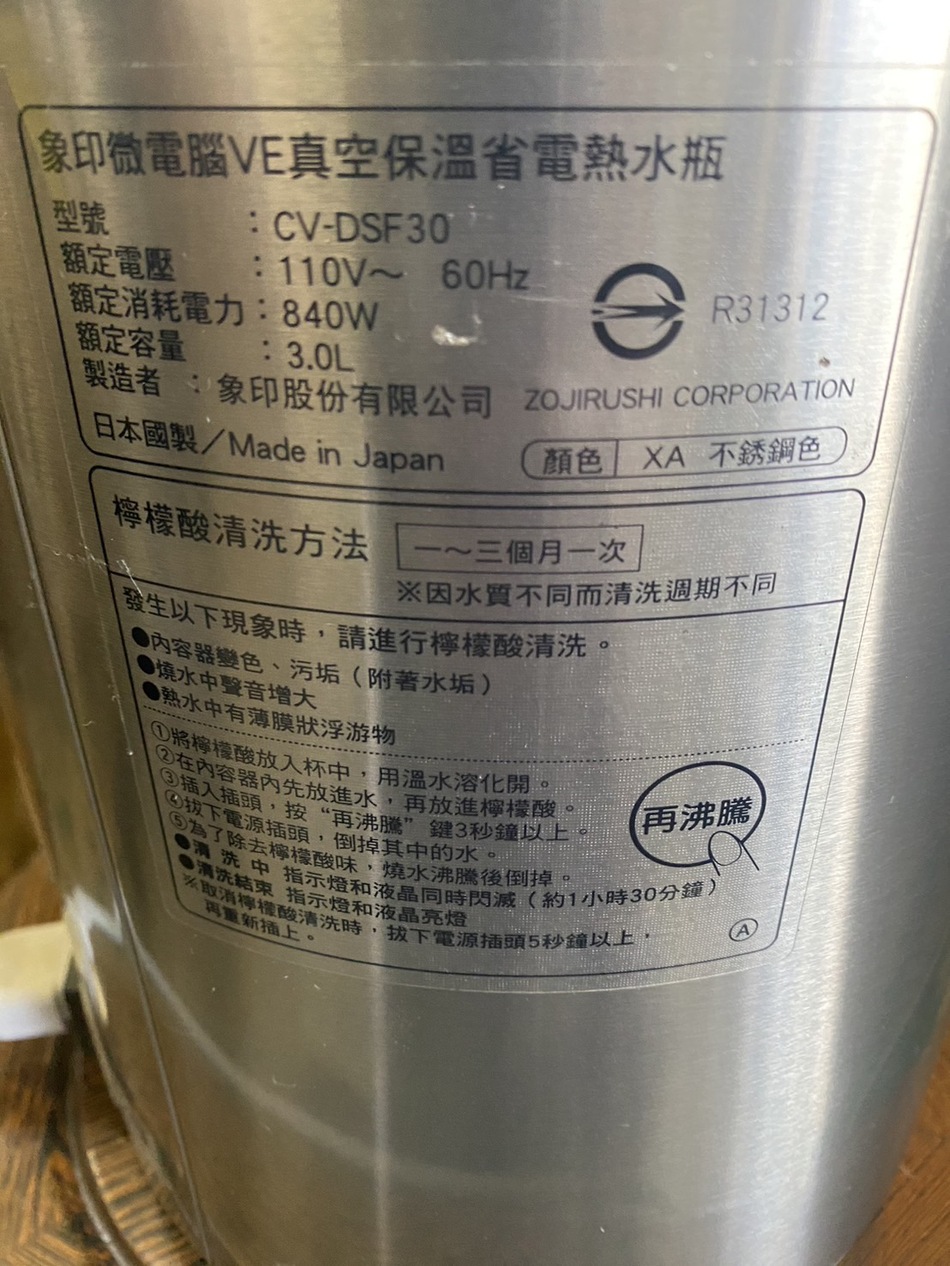 象印微電腦VE真空保溫省電熱水瓶
型號 : CV-DSF30
額定電壓 : 110V～ 60Hz
額定消耗電力 : 840W
R31312
額定容量 : 3.0L
製造者 : 象印股份有限公司 ZOJIRUSHI CORPORATION
日本國製／Made in Japan
顏色 XA 不銹鋼色
檸檬酸清洗方法 一～三個月一次
※因水質不同而清洗週期不同
發生以下現象時，請進行檸檬酸清洗。
●內容器變色、污垢（附著水垢）
●燒水中聲音增大
●熱水中有薄膜狀浮游物
①將檸檬酸放入杯中，用溫水溶化開。
②在內容器內先放進水，再放進檸檬酸。
③插入插頭，按“再沸騰”鍵3秒鐘以上。
④拔下電源插頭，倒掉其中的水。
⑤為了除去檸檬酸味，燒水沸騰後倒掉。
再沸騰
●清洗中 指示燈和液晶同時閃滅（約1小時30分鐘）
●清洗結束 指示燈和液晶亮燈
※取消檸檬酸清洗時，拔下電源插頭5秒鐘以上，
再重新插上。
A